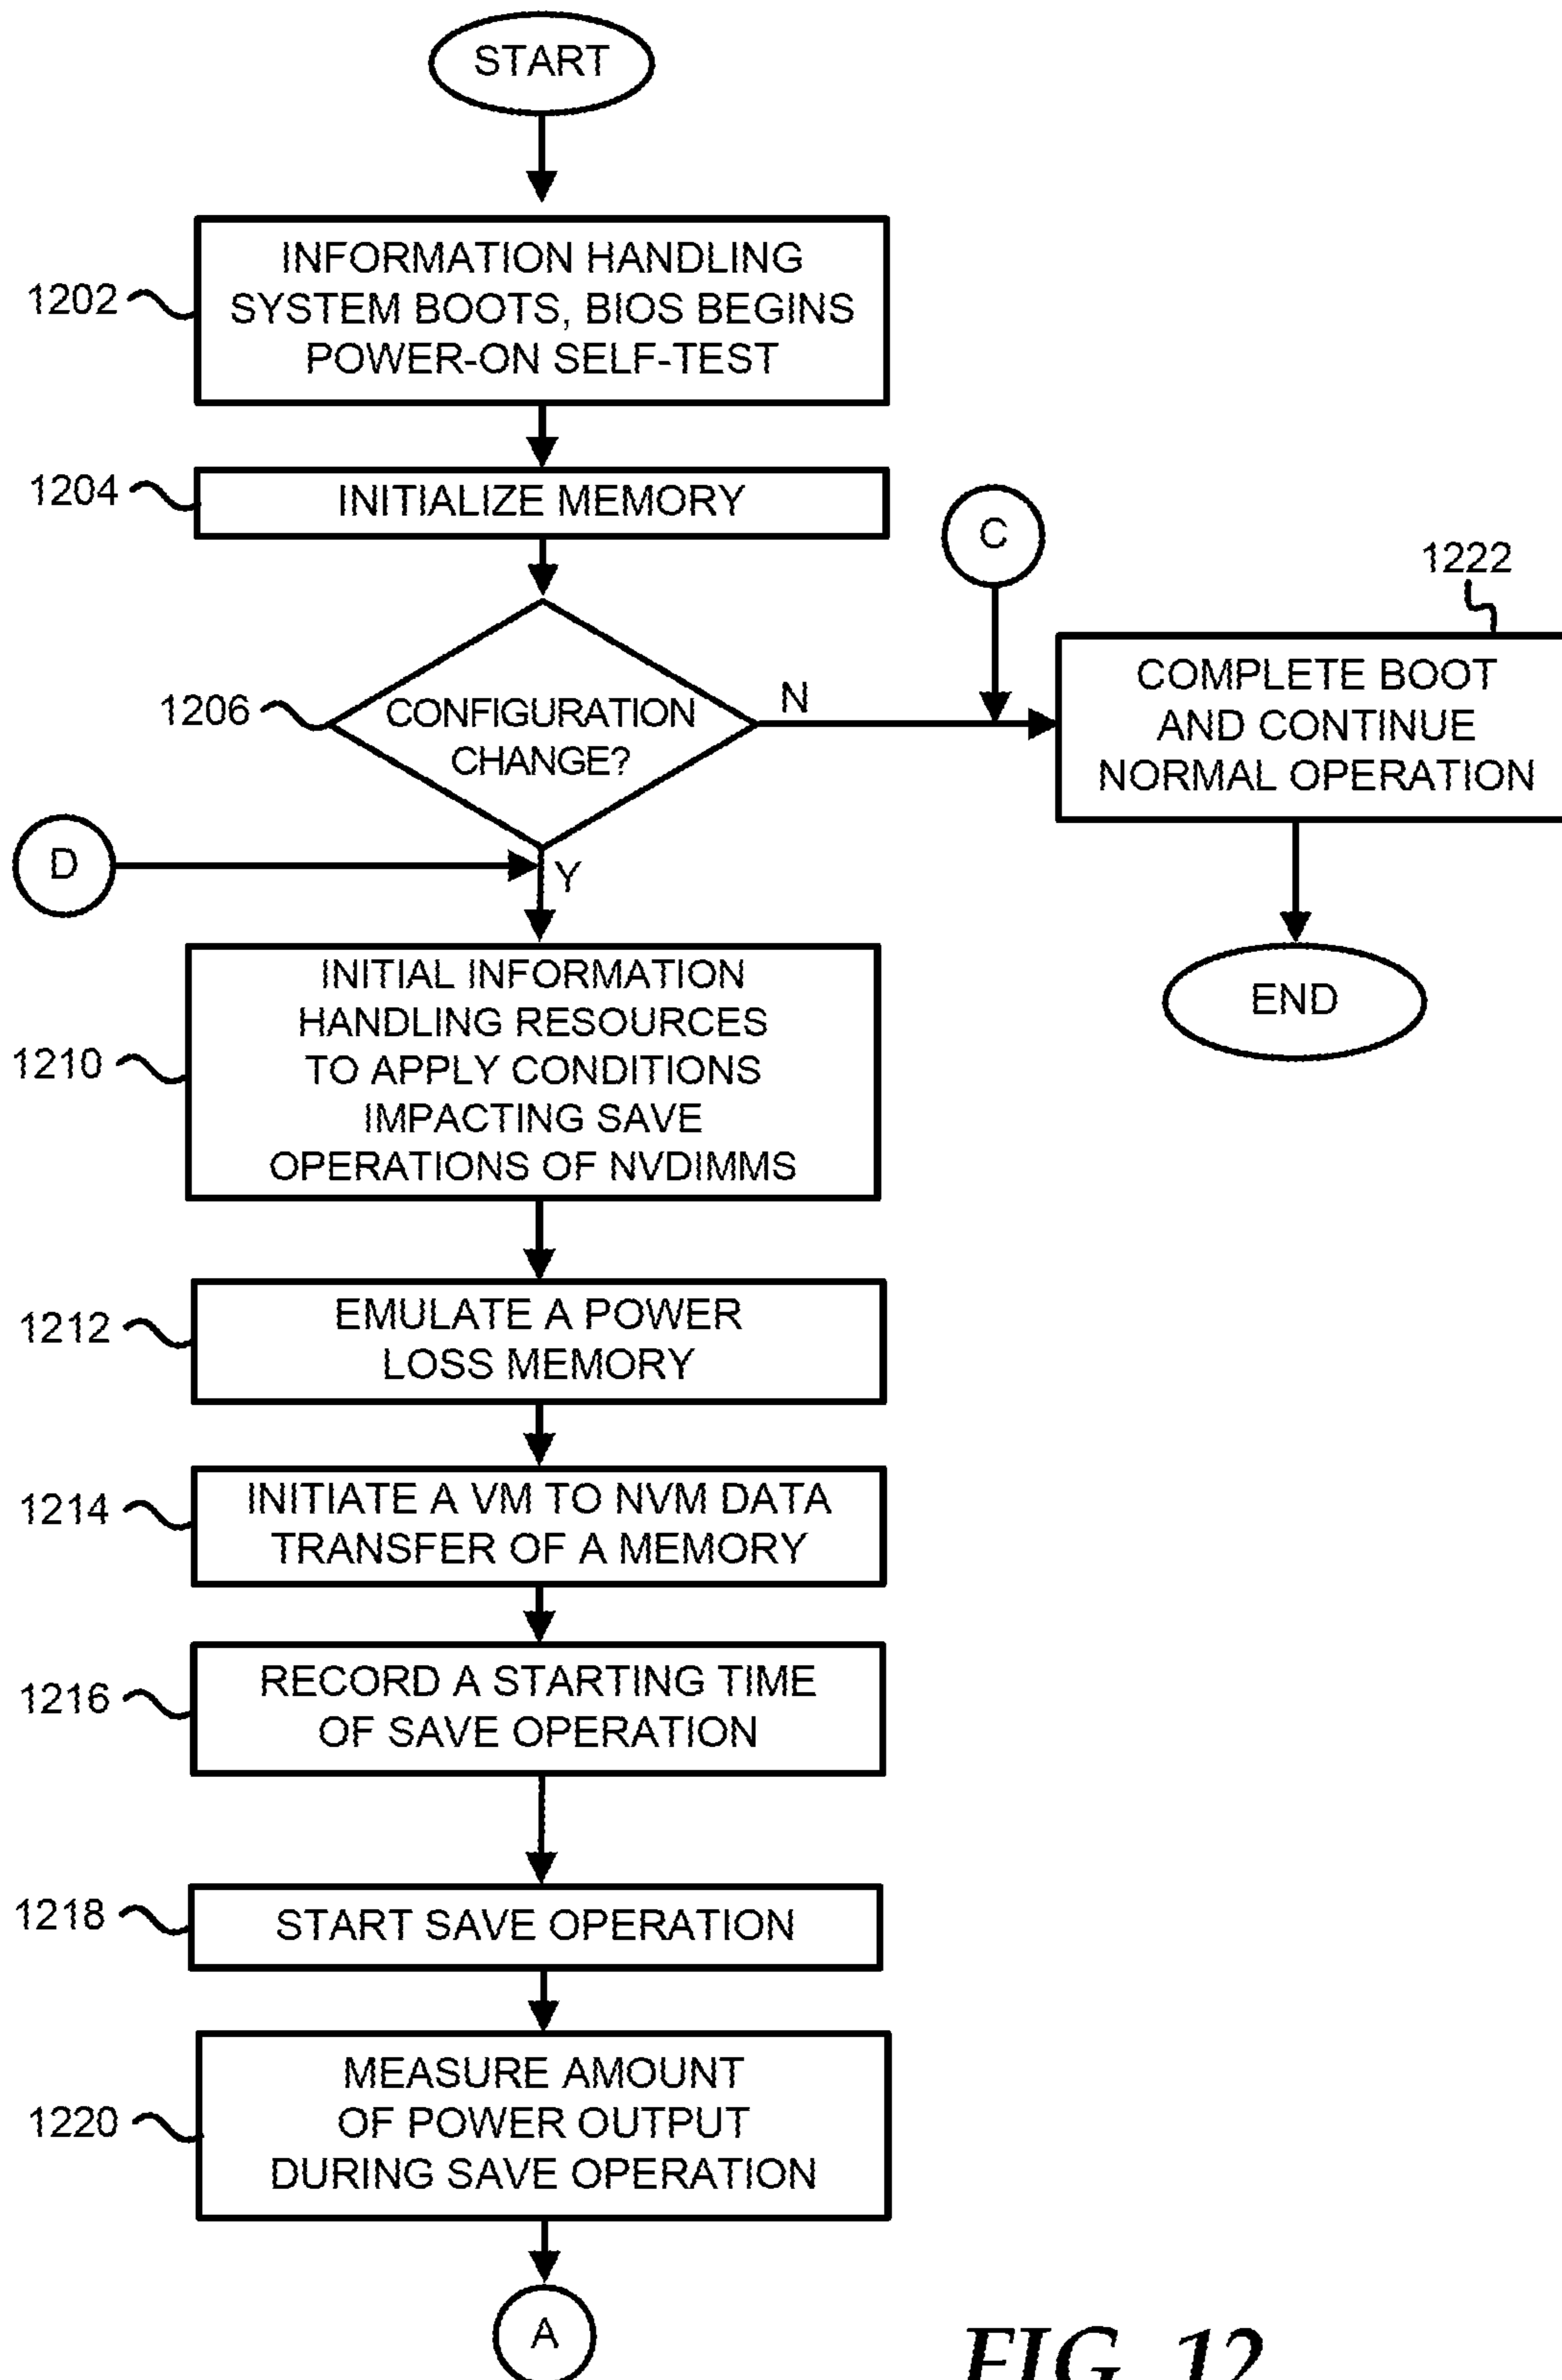 START
1202
INFORMATION HANDLING
SYSTEM BOOTS, BIOS BEGINS
POWER-ON SELF-TEST
1204
INITIALIZE MEMORY
C
1222
1206
CONFIGURATION
CHANGE?
N
COMPLETE BOOT
AND CONTINUE
NORMAL OPERATION
D
Y
END
1210
INITIAL INFORMATION
HANDLING RESOURCES
TO APPLY CONDITIONS
IMPACTING SAVE
OPERATIONS OF NVDIMMS
1212
EMULATE A POWER
LOSS MEMORY
1214
INITIATE A VM TO NVM DATA
TRANSFER OF A MEMORY
1216
RECORD A STARTING TIME
OF SAVE OPERATION
1218
START SAVE OPERATION
1220
MEASURE AMOUNT
OF POWER OUTPUT
DURING SAVE OPERATION
A
FIG. 12